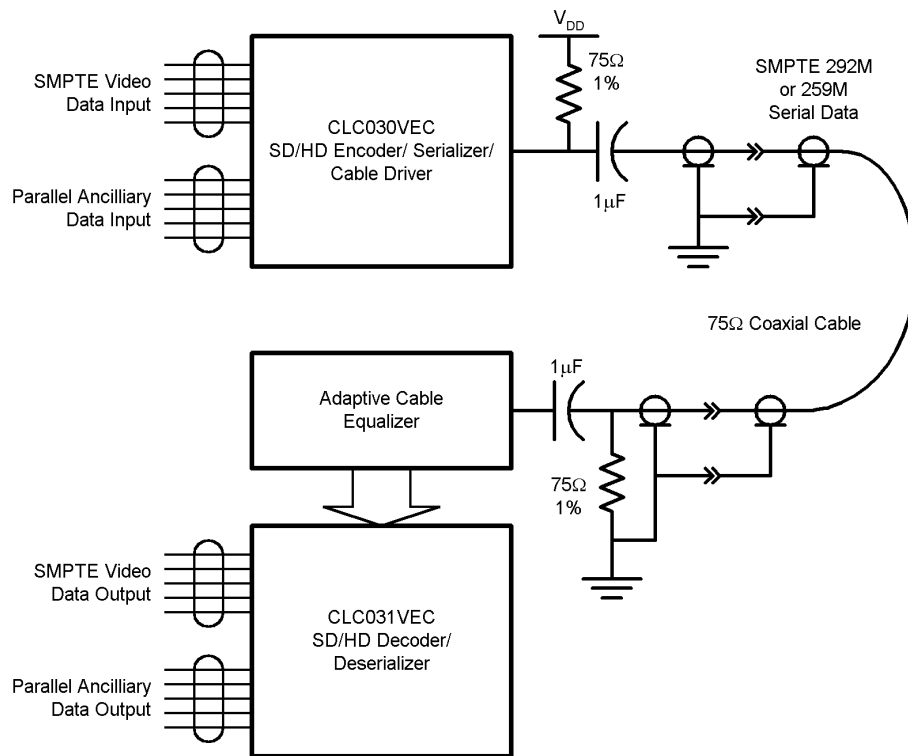 SMPTE Video
Data Input
Parallel Ancilliary
Data Input
CLC030VEC
SD/HD Encoder/ Serializer/
Cable Driver
VDD
75Ω
1%
1μF
SMPTE 292M
or 259M
Serial Data
75Ω Coaxial Cable
Adaptive Cable
Equalizer
1μF
75Ω
1%
SMPTE Video
Data Output
Parallel Ancilliary
Data Output
CLC031VEC
SD/HD Decoder/
Deserializer